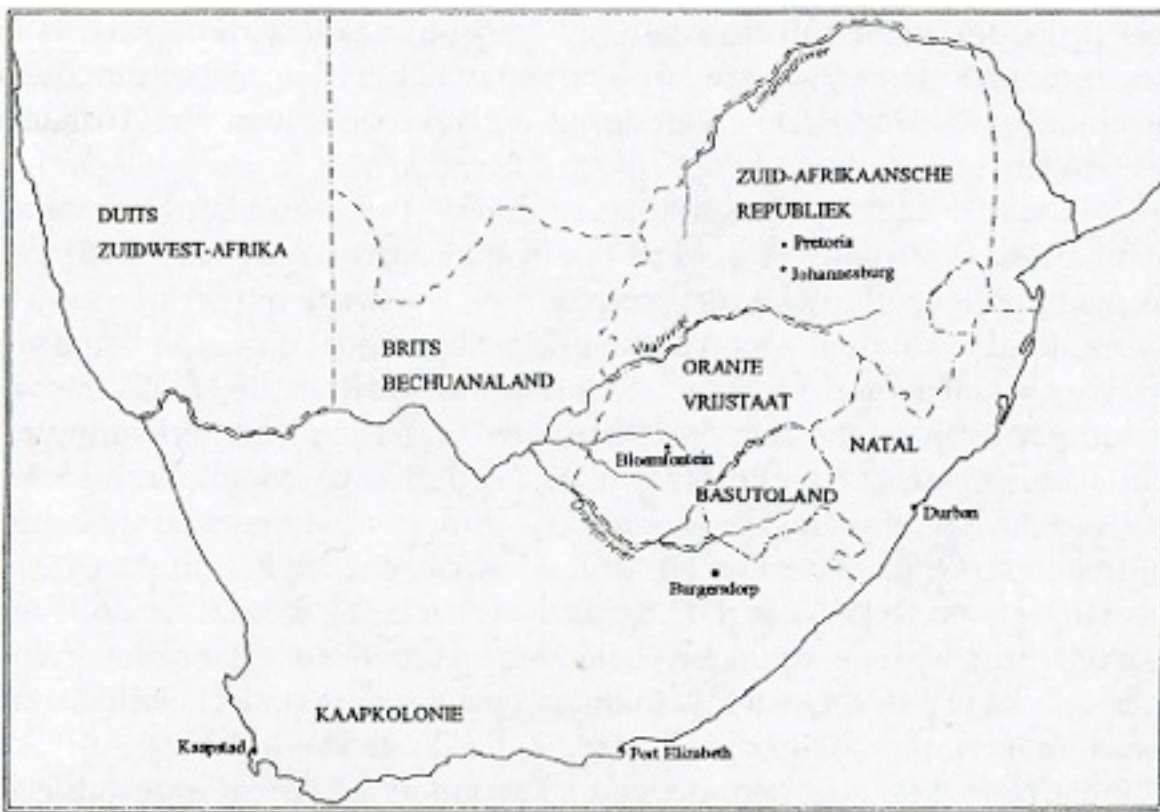 ZUID-AFRIKAANSCHE
REPUBLIEK
DUITS
ZUIDWEST-AFRIKA
Pretoria
Johannesburg
BRITS
BECHUANALAND
ORANJE
VRIJSTAAT
NATAL
Bloemfontein
BASUTOLAND
Durban
Burgersdorp
KAAPKOLONIE
Kaapstad
Port Elizabeth